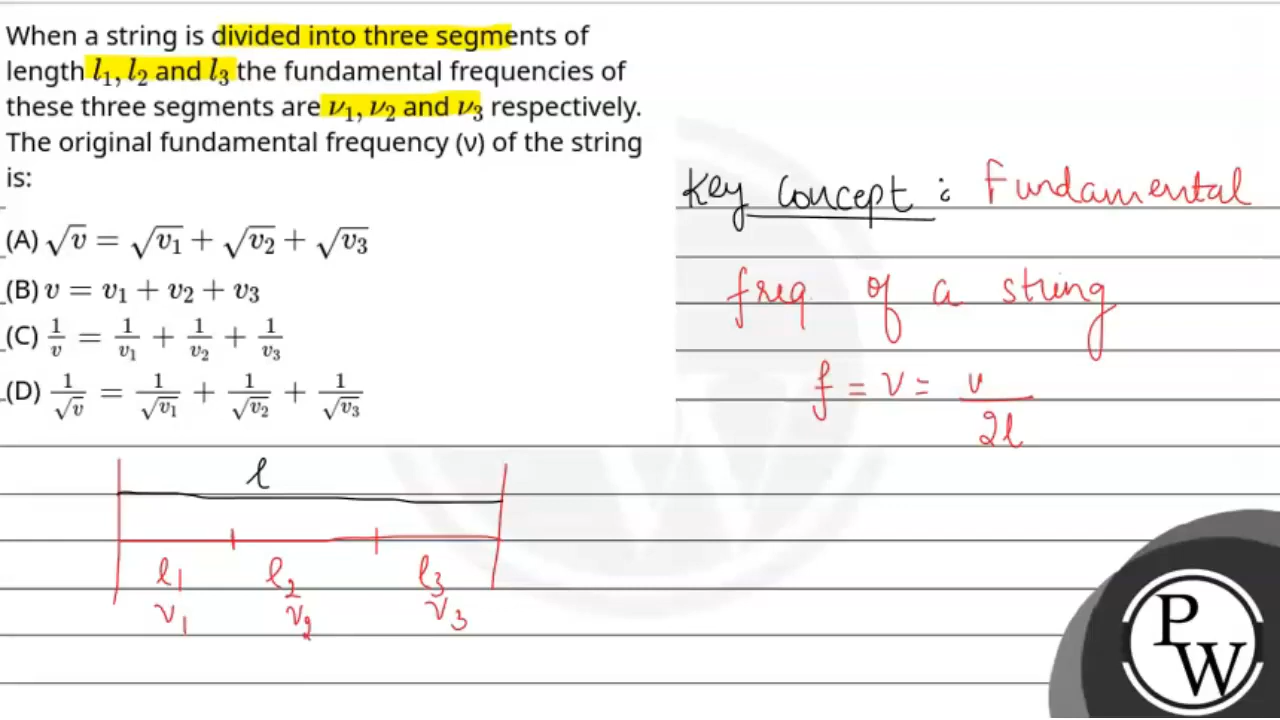 When a string is divided into three segments of
length l₁, l₂ and l₃ the fundamental frequencies of
these three segments are ν₁, ν₂ and ν₃ respectively.
The original fundamental frequency (ν) of the string
is:
(A) √v = √v₁ + √v₂ + √v₃
(B) v = v₁ + v₂ + v₃
(C) 1/v = 1/v₁ + 1/v₂ + 1/v₃
(D) 1/√v = 1/√v₁ + 1/√v₂ + 1/√v₃
Key Concept : Fundamental
freq. of a string
f = ν = v/2l
l
l₁ l₂ l₃
ν₁ ν₂ ν₃
PW